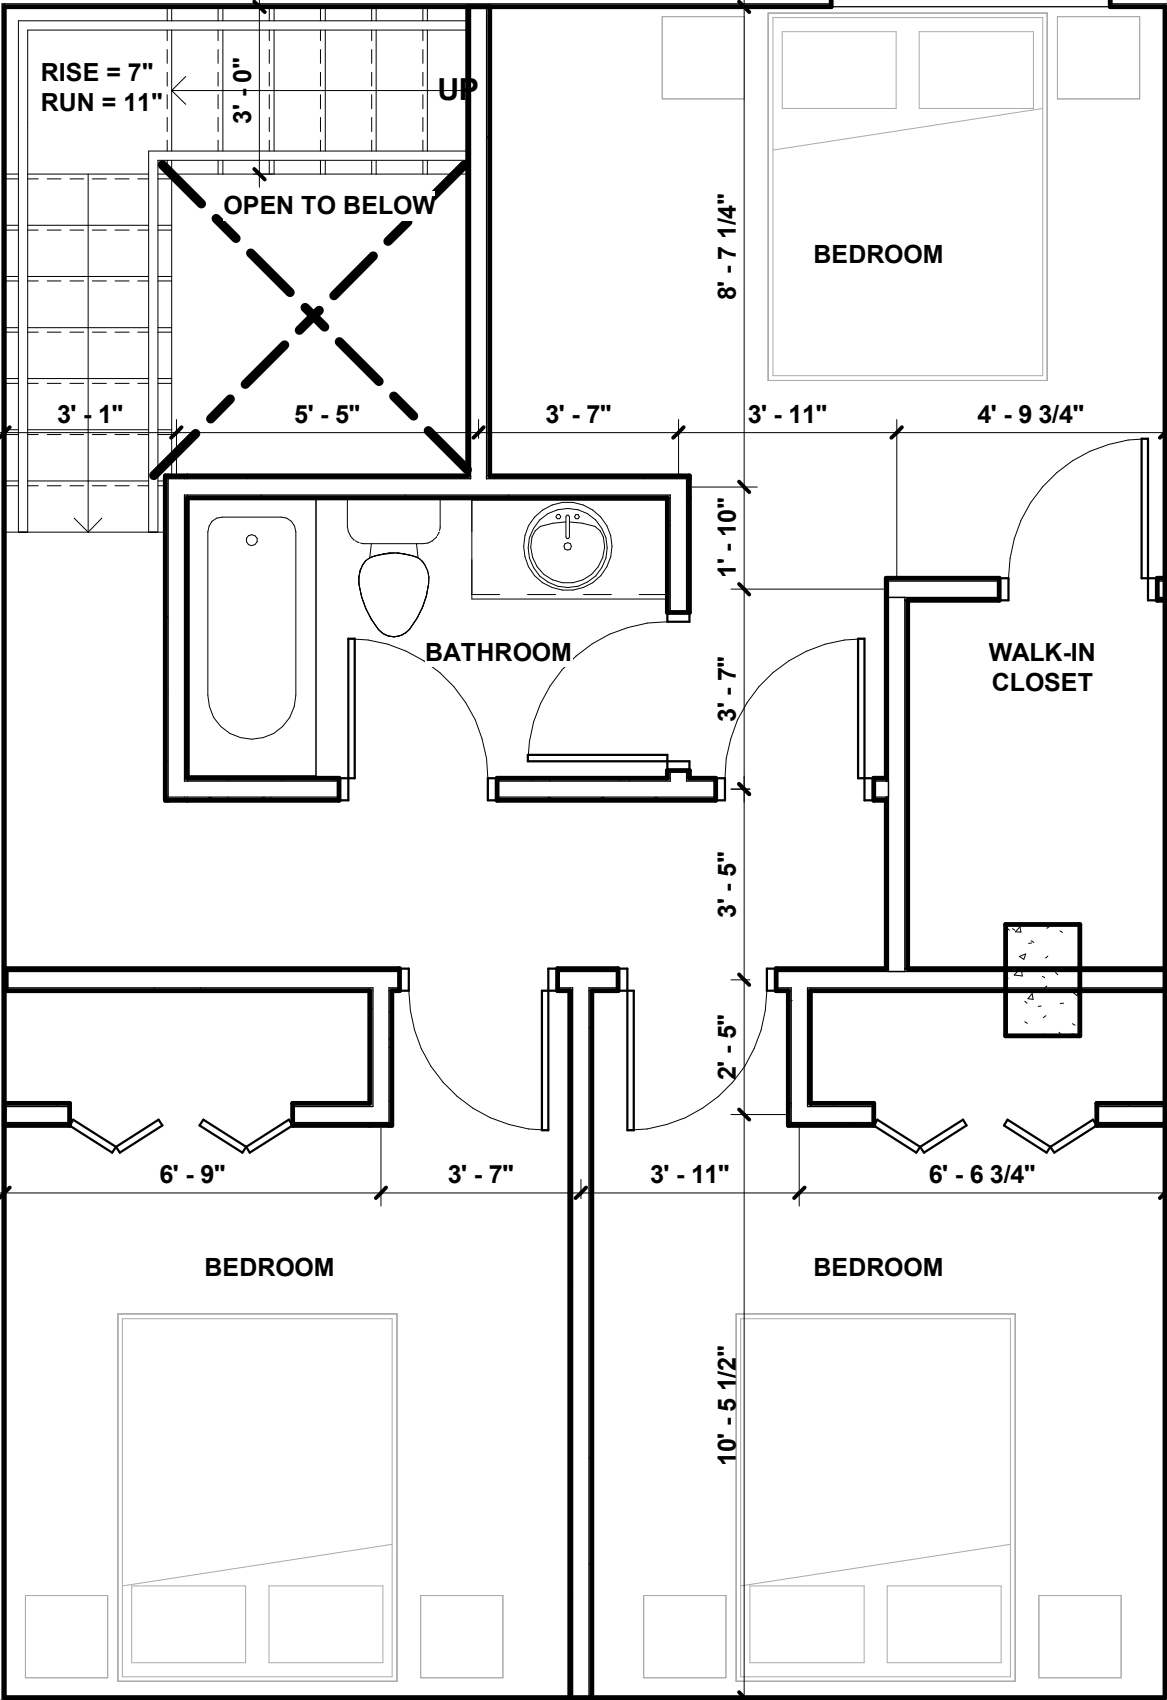 RISE = 7"
RUN = 11"
3' - 0"
UP
OPEN TO BELOW
8' - 7 1/4"
BEDROOM
3' - 1"
5' - 5"
3' - 7"
3' - 11"
4' - 9 3/4"
1' - 10"
BATHROOM
3' - 7"
WALK-IN
CLOSET
3' - 5"
2' - 5"
6' - 9"
3' - 7"
3' - 11"
6' - 6 3/4"
BEDROOM
BEDROOM
10' - 5 1/2"